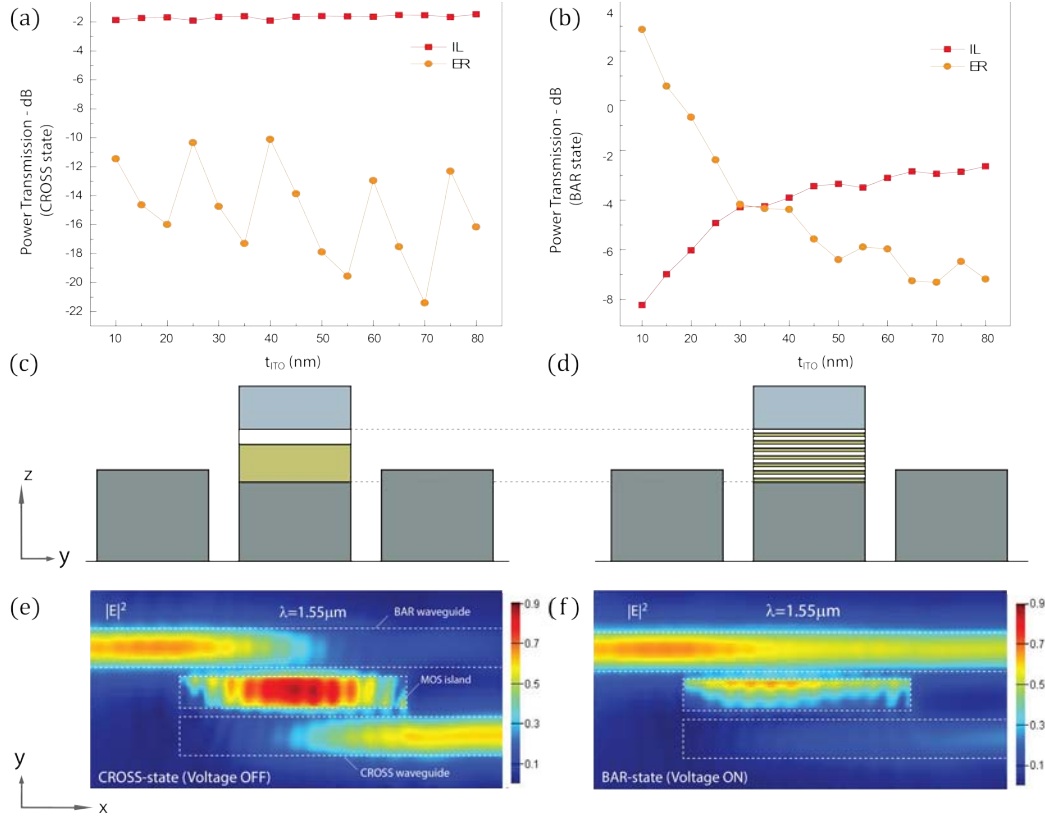 (a)
Power Transmission - dB
(CROSS state)
-2
-4
-6
-8
-10
-12
-14
-16
-18
-20
-22
IL
ER
10 20 30 40 50 60 70 80
tITO (nm)
(b)
Power Transmission - dB
(BAR state)
4
2
0
-2
-4
-6
-8
IL
ER
10 20 30 40 50 60 70 80
tITO (nm)
(c)
z
y
(d)
(e)
|E|2
λ=1.55μm
BAR waveguide
MOS island
CROSS waveguide
CROSS-state (Voltage OFF)
0.9
0.7
0.5
0.3
0.1
y
x
(f)
|E|2
λ=1.55μm
BAR-state (Voltage ON)
0.9
0.7
0.5
0.3
0.1